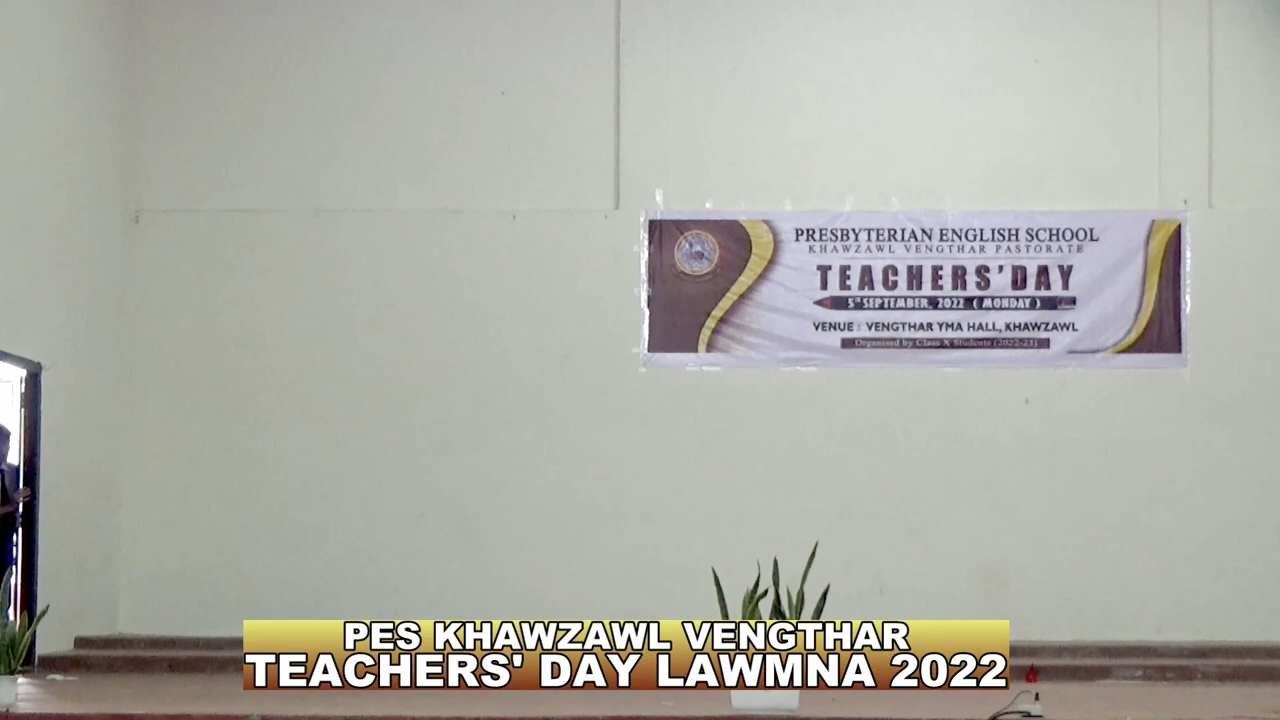 PRESBYTERIAN ENGLISH SCHOOL
KHAWZAWL VENGTHAR PASTORATE
TEACHERS' DAY
5th SEPTEMBER, 2022 ( MONDAY )
VENUE : VENGTHAR YMA HALL, KHAWZAWL
Organised by Class X Students (2022-23)
PES KHAWZAWL VENGTHAR
TEACHERS' DAY LAWMNA 2022